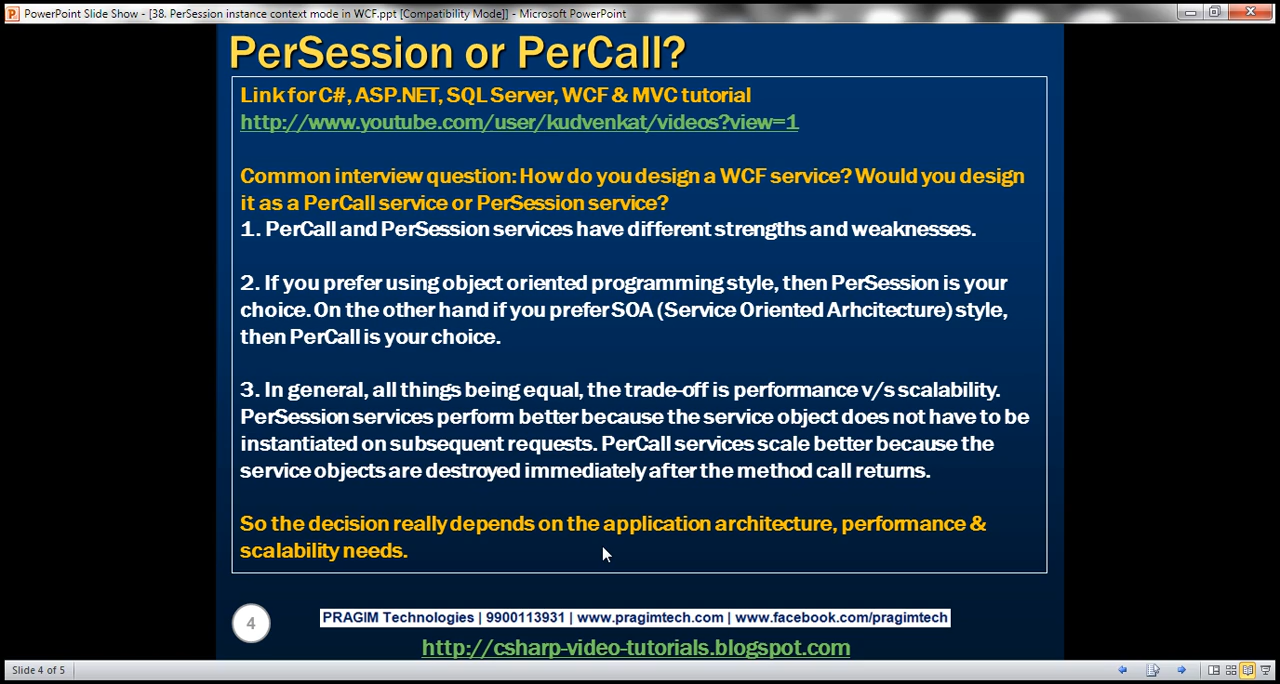 PowerPoint Slide Show - [38. PerSession instance context mode in WCF.ppt [Compatibility Mode]] - Microsoft PowerPoint
PerSession or PerCall?
Link for C#, ASP.NET, SQL Server, WCF & MVC tutorial
http://www.youtube.com/user/kudvenkat/videos?view=1
Common interview question: How do you design a WCF service? Would you design
it as a PerCall service or PerSession service?
1. PerCall and PerSession services have different strengths and weaknesses.
2. If you prefer using object oriented programming style, then PerSession is your
choice. On the other hand if you prefer SOA (Service Oriented Arhcitecture) style,
then PerCall is your choice.
3. In general, all things being equal, the trade-off is performance v/s scalability.
PerSession services perform better because the service object does not have to be
instantiated on subsequent requests. PerCall services scale better because the
service objects are destroyed immediately after the method call returns.
So the decision really depends on the application architecture, performance &
scalability needs.
4
PRAGIM Technologies | 9900113931 | www.pragimtech.com | www.facebook.com/pragimtech
http://csharp-video-tutorials.blogspot.com
Slide 4 of 5